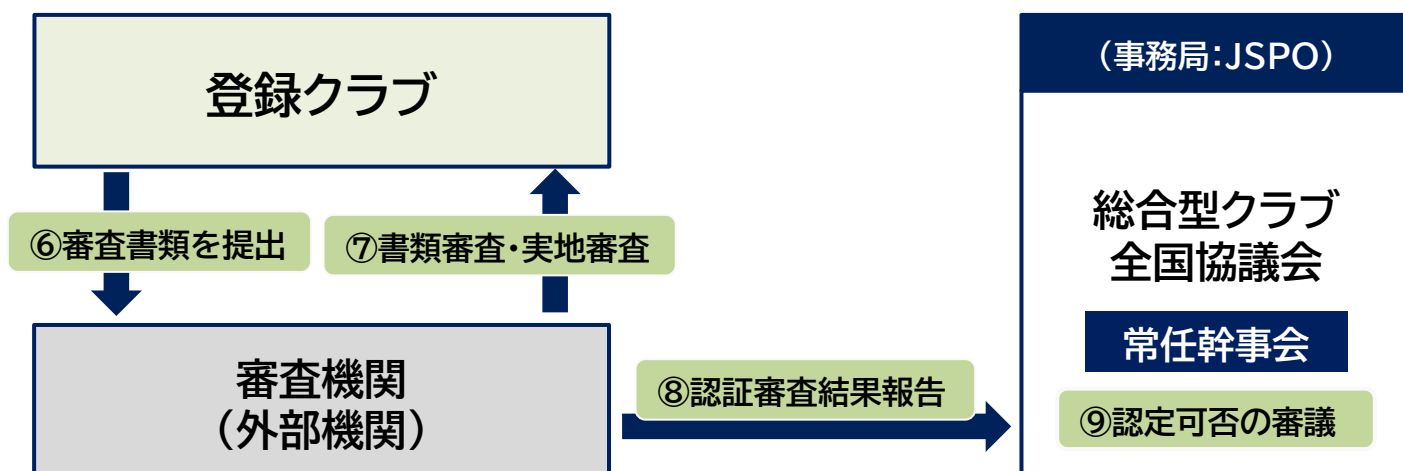 登録クラブ
(事務局:JSPO)
⑥審査書類を提出
⑦書類審査・実地審査
総合型クラブ
全国協議会
常任幹事会
審査機関
(外部機関)
⑧認証審査結果報告
⑨認定可否の審議